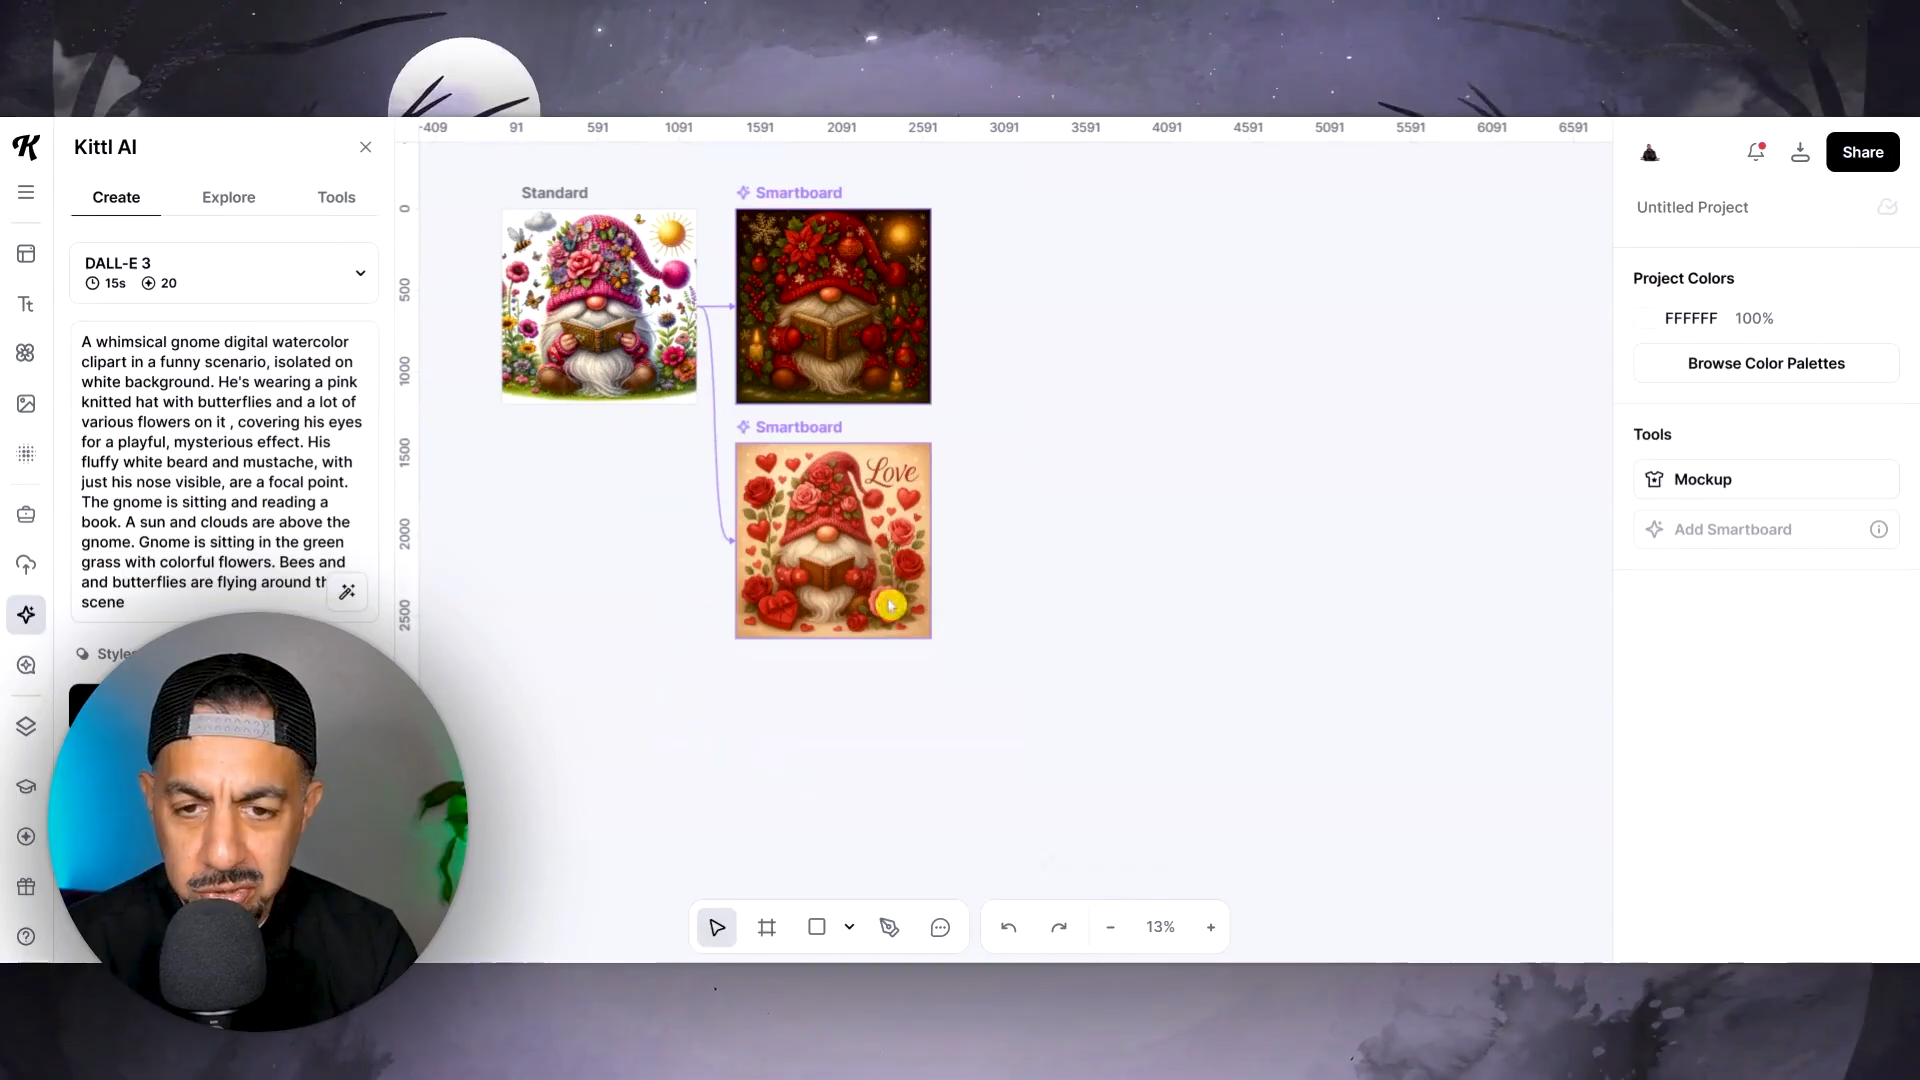 -409 91 591 1091 1591 2091 2591 3091 3591 4091 4591 5091 5591 6091 6591
Kittl AI
Create Explore Tools
DALL-E 3
15s 20
A whimsical gnome digital watercolor
clipart in a funny scenario, isolated on
white background. He's wearing a pink
knitted hat with butterflies and a lot of
various flowers on it , covering his eyes
for a playful, mysterious effect. His
fluffy white beard and mustache, with
just his nose visible, are a focal point.
The gnome is sitting and reading a
book. A sun and clouds are above the
gnome. Gnome is sitting in the green
grass with colorful flowers. Bees and
and butterflies are flying around th
scene
Style
0
500
1000
1500
2000
2500
Standard
Smartboard
Smartboard
Love
13%
Share
Untitled Project
Project Colors
FFFFFF 100%
Browse Color Palettes
Tools
Mockup
Add Smartboard